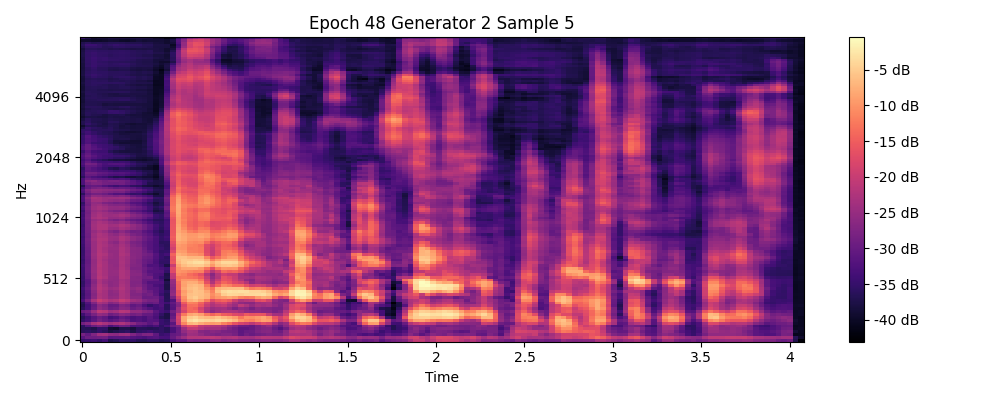 Epoch 48 Generator 2 Sample 5
Hz
4096
2048
1024
512
0
0 0.5 1 1.5 2 2.5 3 3.5 4
Time
-5 dB
-10 dB
-15 dB
-20 dB
-25 dB
-30 dB
-35 dB
-40 dB